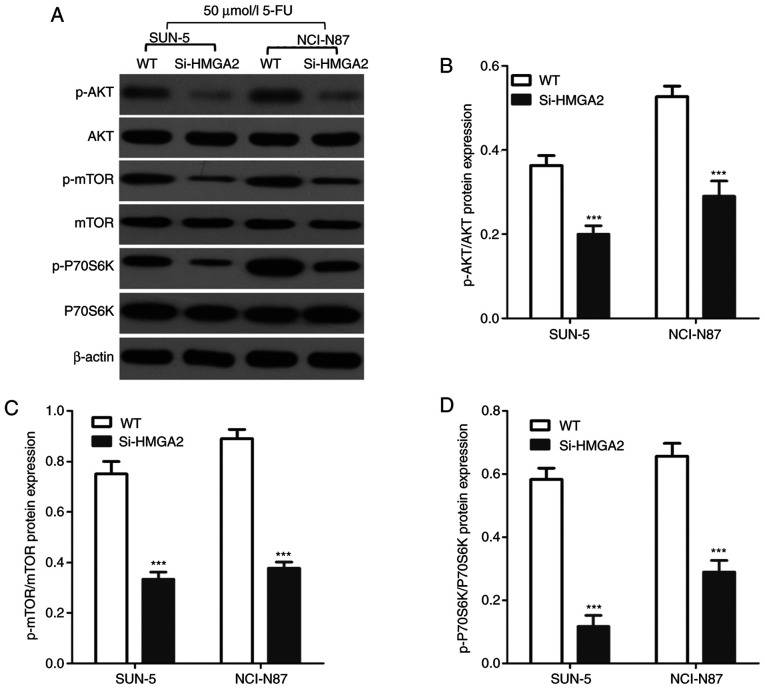 A
50 μmol/l 5-FU
SUN-5 NCI-N87
WT Si-HMGA2 WT Si-HMGA2
p-AKT
AKT
p-mTOR
mTOR
p-P70S6K
P70S6K
β-actin
B
p-AKT/AKT protein expression
0.6
0.4
0.2
0.0
WT
Si-HMGA2
***
***
SUN-5 NCI-N87
C
p-mTOR/mTOR protein expression
1.0
0.8
0.6
0.4
0.2
0.0
WT
Si-HMGA2
***
***
SUN-5 NCI-N87
D
p-P70S6K/P70S6K protein expression
0.8
0.6
0.4
0.2
0.0
WT
Si-HMGA2
***
***
SUN-5 NCI-N87